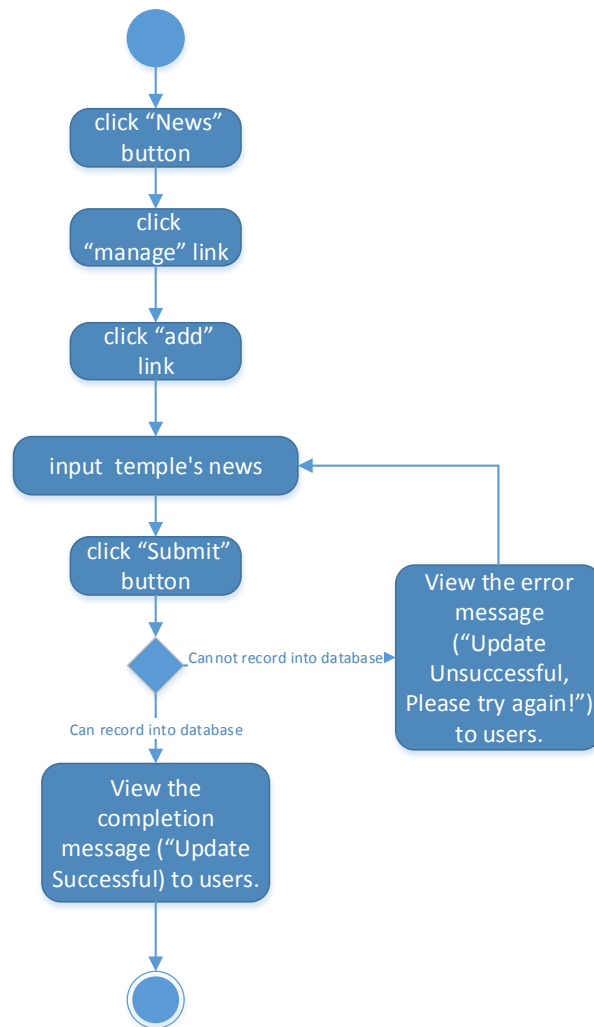 click “News”
button
click
“manage” link
click “add”
link
input  temple's news
click “Submit”
button
Cannot record into database
View the error
message
(“Update
Unsuccessful,
Please try again!”)
to users.
Can record into database
View the
completion
message (“Update
Successful) to users.